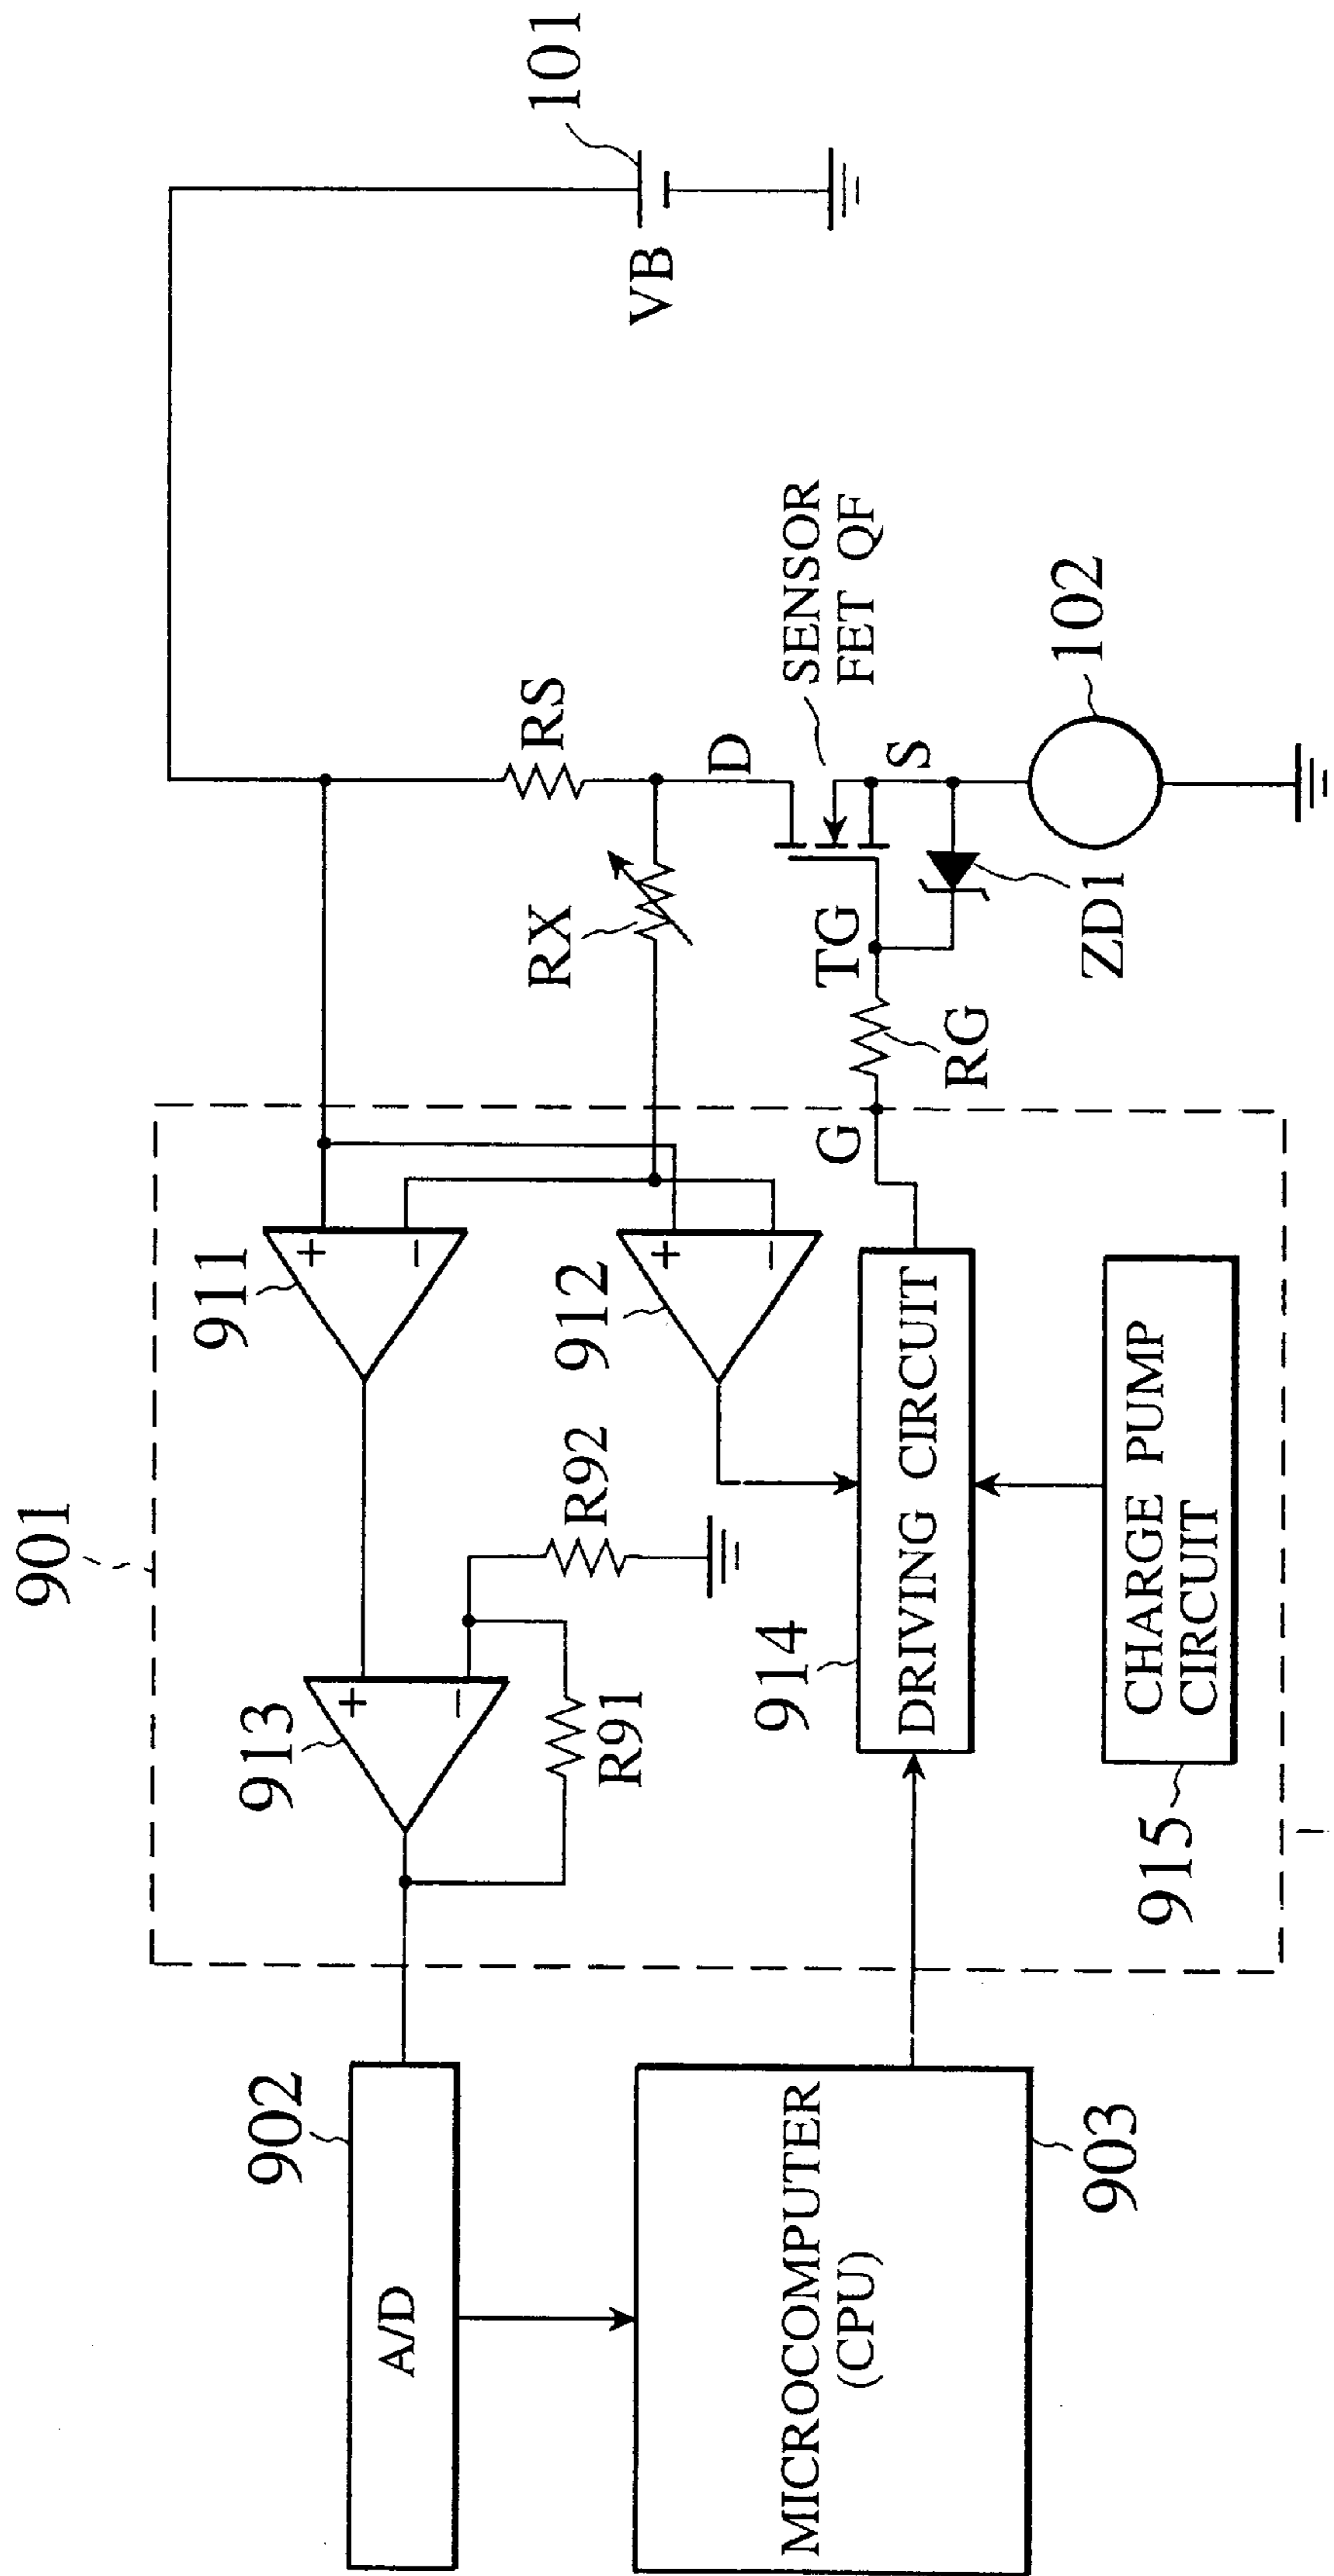 901
902
A/D
MICROCOMPUTER
(CPU)
903
913
+
−
R91
R92
911
+
−
912
+
−
914
DRIVING CIRCUIT
915
CHARGE PUMP
CIRCUIT
G
RG
TG
ZD1
RX
RS
D
S
SENSOR
FET QF
102
VB
101